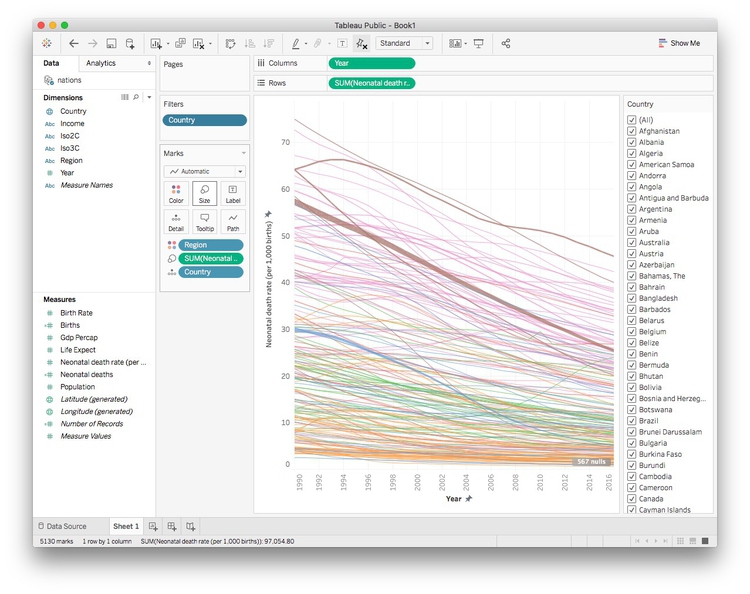 Tableau Public - Book1
Standard
Show Me
Data
Analytics
Pages
Columns
Year
Rows
SUM(Neonatal death r..
nations
Dimensions
Country
Abc Income
Abc Iso2C
Abc Iso3C
Abc Region
Year
Abc Measure Names
Measures
Birth Rate
Births
Gdp Percap
Life Expect
Neonatal death rate (per ...
Neonatal deaths
Population
Latitude (generated)
Longitude (generated)
Number of Records
Measure Values
Filters
Country
Marks
Automatic
Color
Size
Label
Detail
Tooltip
Path
Region
SUM(Neonatal ..
Country
Neonatal death rate (per 1,000 births)
70
60
50
40
30
20
10
0
567 nulls
1990
1992
1994
1996
1998
2000
2002
2004
2006
2008
2010
2012
2014
2016
Year
Country
(All)
Afghanistan
Albania
Algeria
American Samoa
Andorra
Angola
Antigua and Barbuda
Argentina
Armenia
Aruba
Australia
Austria
Azerbaijan
Bahamas, The
Bahrain
Bangladesh
Barbados
Belarus
Belgium
Belize
Benin
Bermuda
Bhutan
Bolivia
Bosnia and Herzeg...
Botswana
Brazil
Brunei Darussalam
Bulgaria
Burkina Faso
Burundi
Cambodia
Cameroon
Canada
Cayman Islands
Data Source
Sheet 1
5130 marks
1 row by 1 column
SUM(Neonatal death rate (per 1,000 births)): 97,054.80